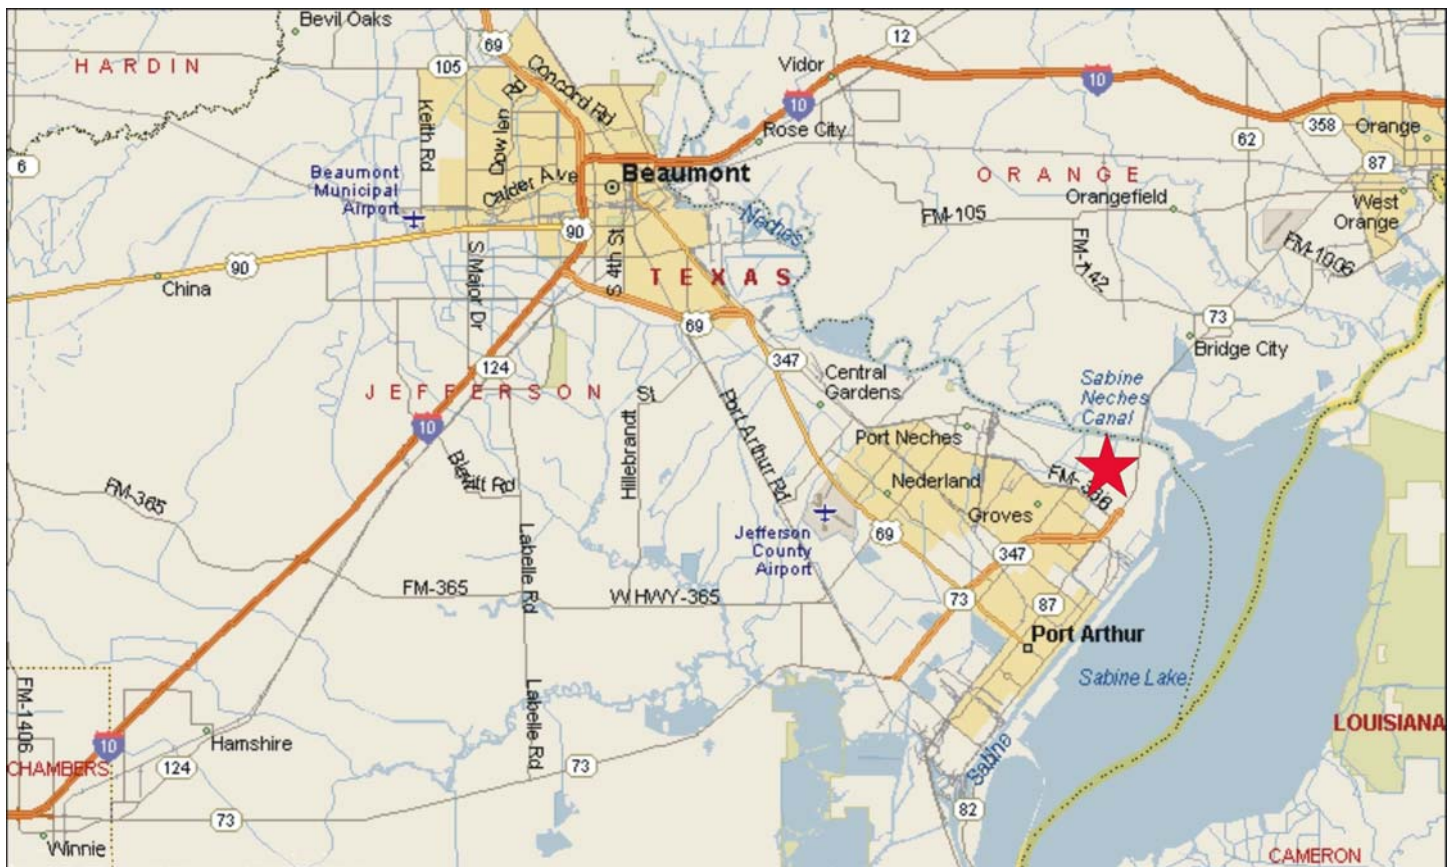 Bevil Oaks
69
12
HARDIN
105
Concord Rd
Vidor
10
10
Keith Rd
Dowlen Rd
Rose City
62
358
Orange
6
87
Beaumont
Municipal
Airport
Calder Ave
Beaumont
ORANGE
Orangefield
West
Orange
FM-105
Neches
90
S 4th St
FM-1442
FM-1006
90
S Major Dr
TEXAS
China
69
73
Bridge City
347
124
Central
Gardens
Sabine
Neches
Canal
JEFFERSON
Hillebrandt St
Port Arthur Rd
10
Port Neches
Blewitt Rd
Nederland
FM-366
FM-365
Groves
Jefferson
County
Airport
69
347
Labelle Rd
FM-365
W HWY-365
73
87
Port Arthur
Sabine Lake
FM-1406
Labelle Rd
LOUISIANA
10
Hamshire
CHAMBERS
124
73
Sabine
73
82
Winnie
CAMERON